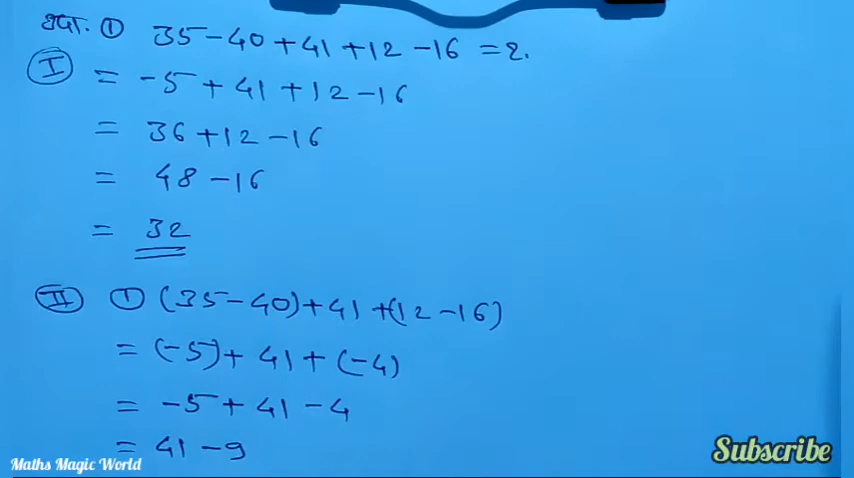 उदा. ① 35-40+41+12-16 = ?.
Ⅰ = -5+41+12-16
= 36+12-16
= 48-16
= 32
Ⅱ ① (35-40)+41+(12-16)
= (-5)+41+(-4)
= -5+41-4
= 41-9
Maths Magic World
Subscribe